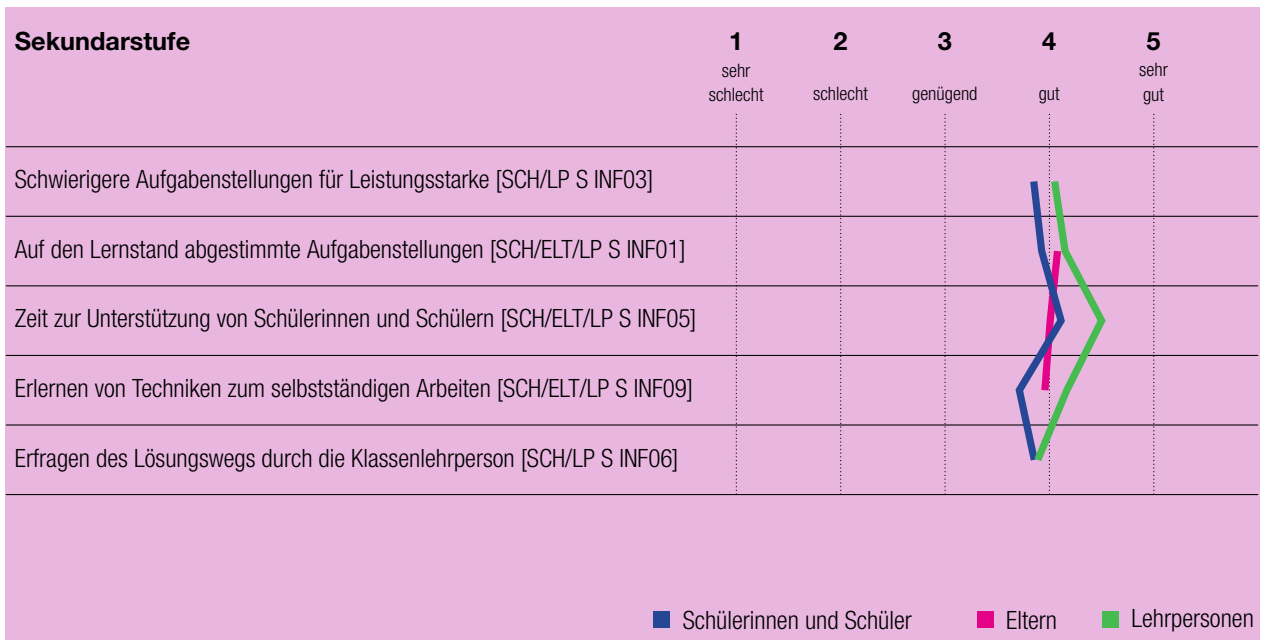 Sekundarstufe
1 2 3 4 5
sehr schlecht schlecht genügend gut sehr gut
Schwierigere Aufgabenstellungen für Leistungsstarke [SCH/LP S INF03]
Auf den Lernstand abgestimmte Aufgabenstellungen [SCH/ELT/LP S INF01]
Zeit zur Unterstützung von Schülerinnen und Schülern [SCH/ELT/LP S INF05]
Erlernen von Techniken zum selbstständigen Arbeiten [SCH/ELT/LP S INF09]
Erfragen des Lösungswegs durch die Klassenlehrperson [SCH/LP S INF06]
Schülerinnen und Schüler Eltern Lehrpersonen